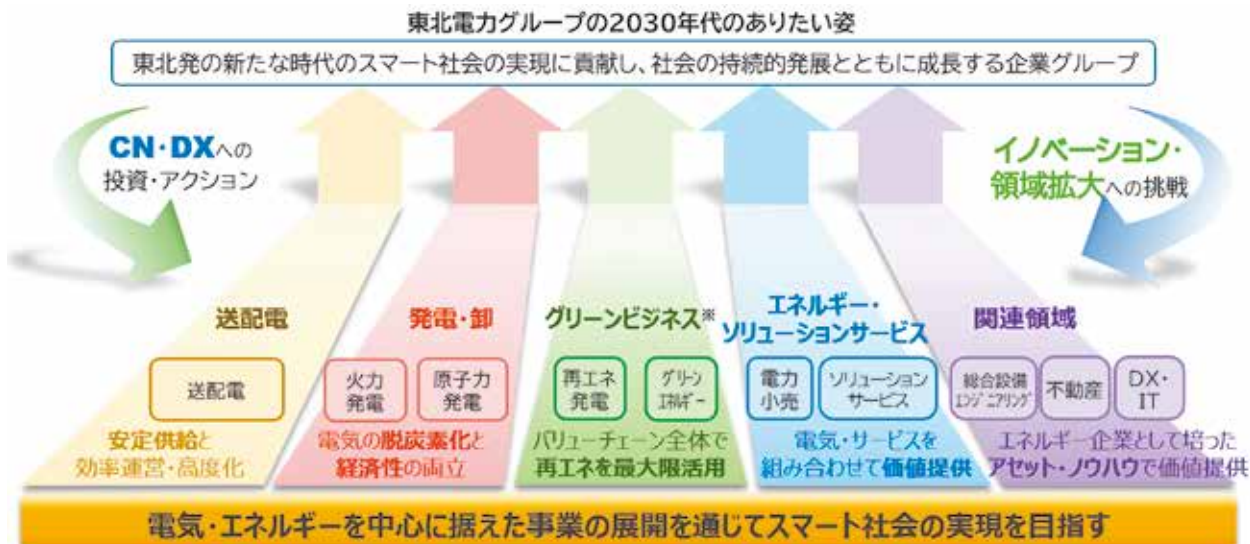 東北電力グループの2030年代のありたい姿
東北発の新たな時代のスマート社会の実現に貢献し、社会の持続的発展とともに成長する企業グループ
CN・DXへの
投資・アクション
イノベーション・
領域拡大への挑戦
送配電
送配電
安定供給と
効率運営・高度化
発電・卸
火力
発電
原子力
発電
電気の脱炭素化と
経済性の両立
グリーンビジネス※
再エネ
発電
グリーン
エネルギー
バリューチェーン全体で
再エネを最大限活用
エネルギー・
ソリューションサービス
電力
小売
ソリューション
サービス
電気・サービスを
組み合わせて価値提供
関連領域
総合設備
エンジニアリング
不動産
DX・
IT
エネルギー企業として培った
アセット・ノウハウで価値提供
電気・エネルギーを中心に据えた事業の展開を通じてスマート社会の実現を目指す